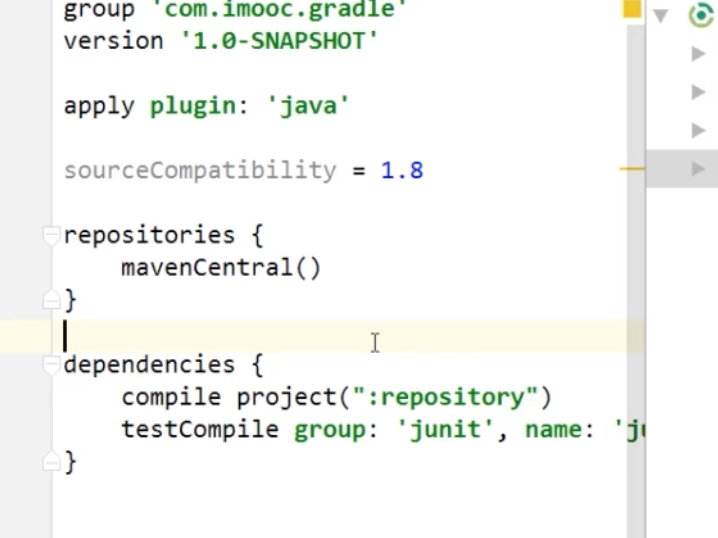 group 'com.imooc.gradle'
version '1.0-SNAPSHOT'
apply plugin: 'java'
sourceCompatibility = 1.8
repositories {
mavenCentral()
}
dependencies {
compile project(":repository")
testCompile group: 'junit', name: 'ju
}